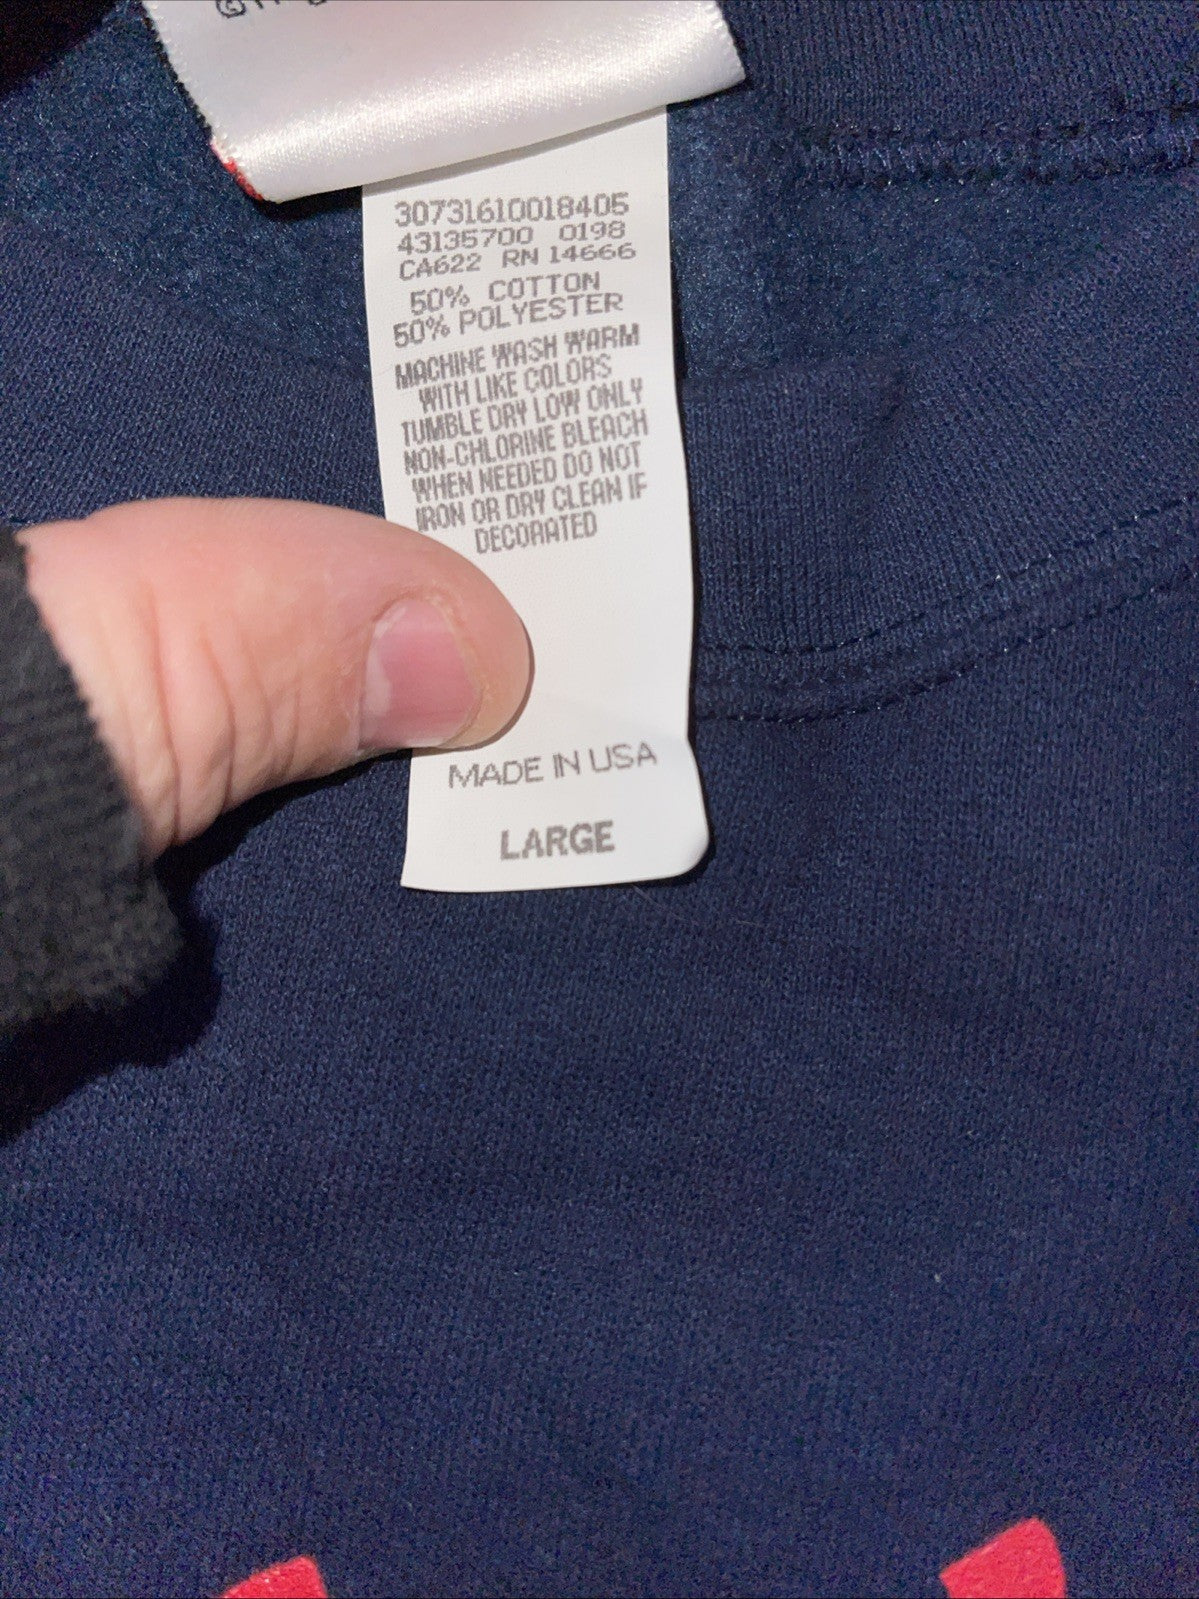 30731610018405
43135700 0198
CA622 RN 14666
50% COTTON
50% POLYESTER
MACHINE WASH WARM
WITH LIKE COLORS
TUMBLE DRY LOW ONLY
NON-CHLORINE BLEACH
WHEN NEEDED DO NOT
IRON OR DRY CLEAN IF
DECORATED
MADE IN USA
LARGE